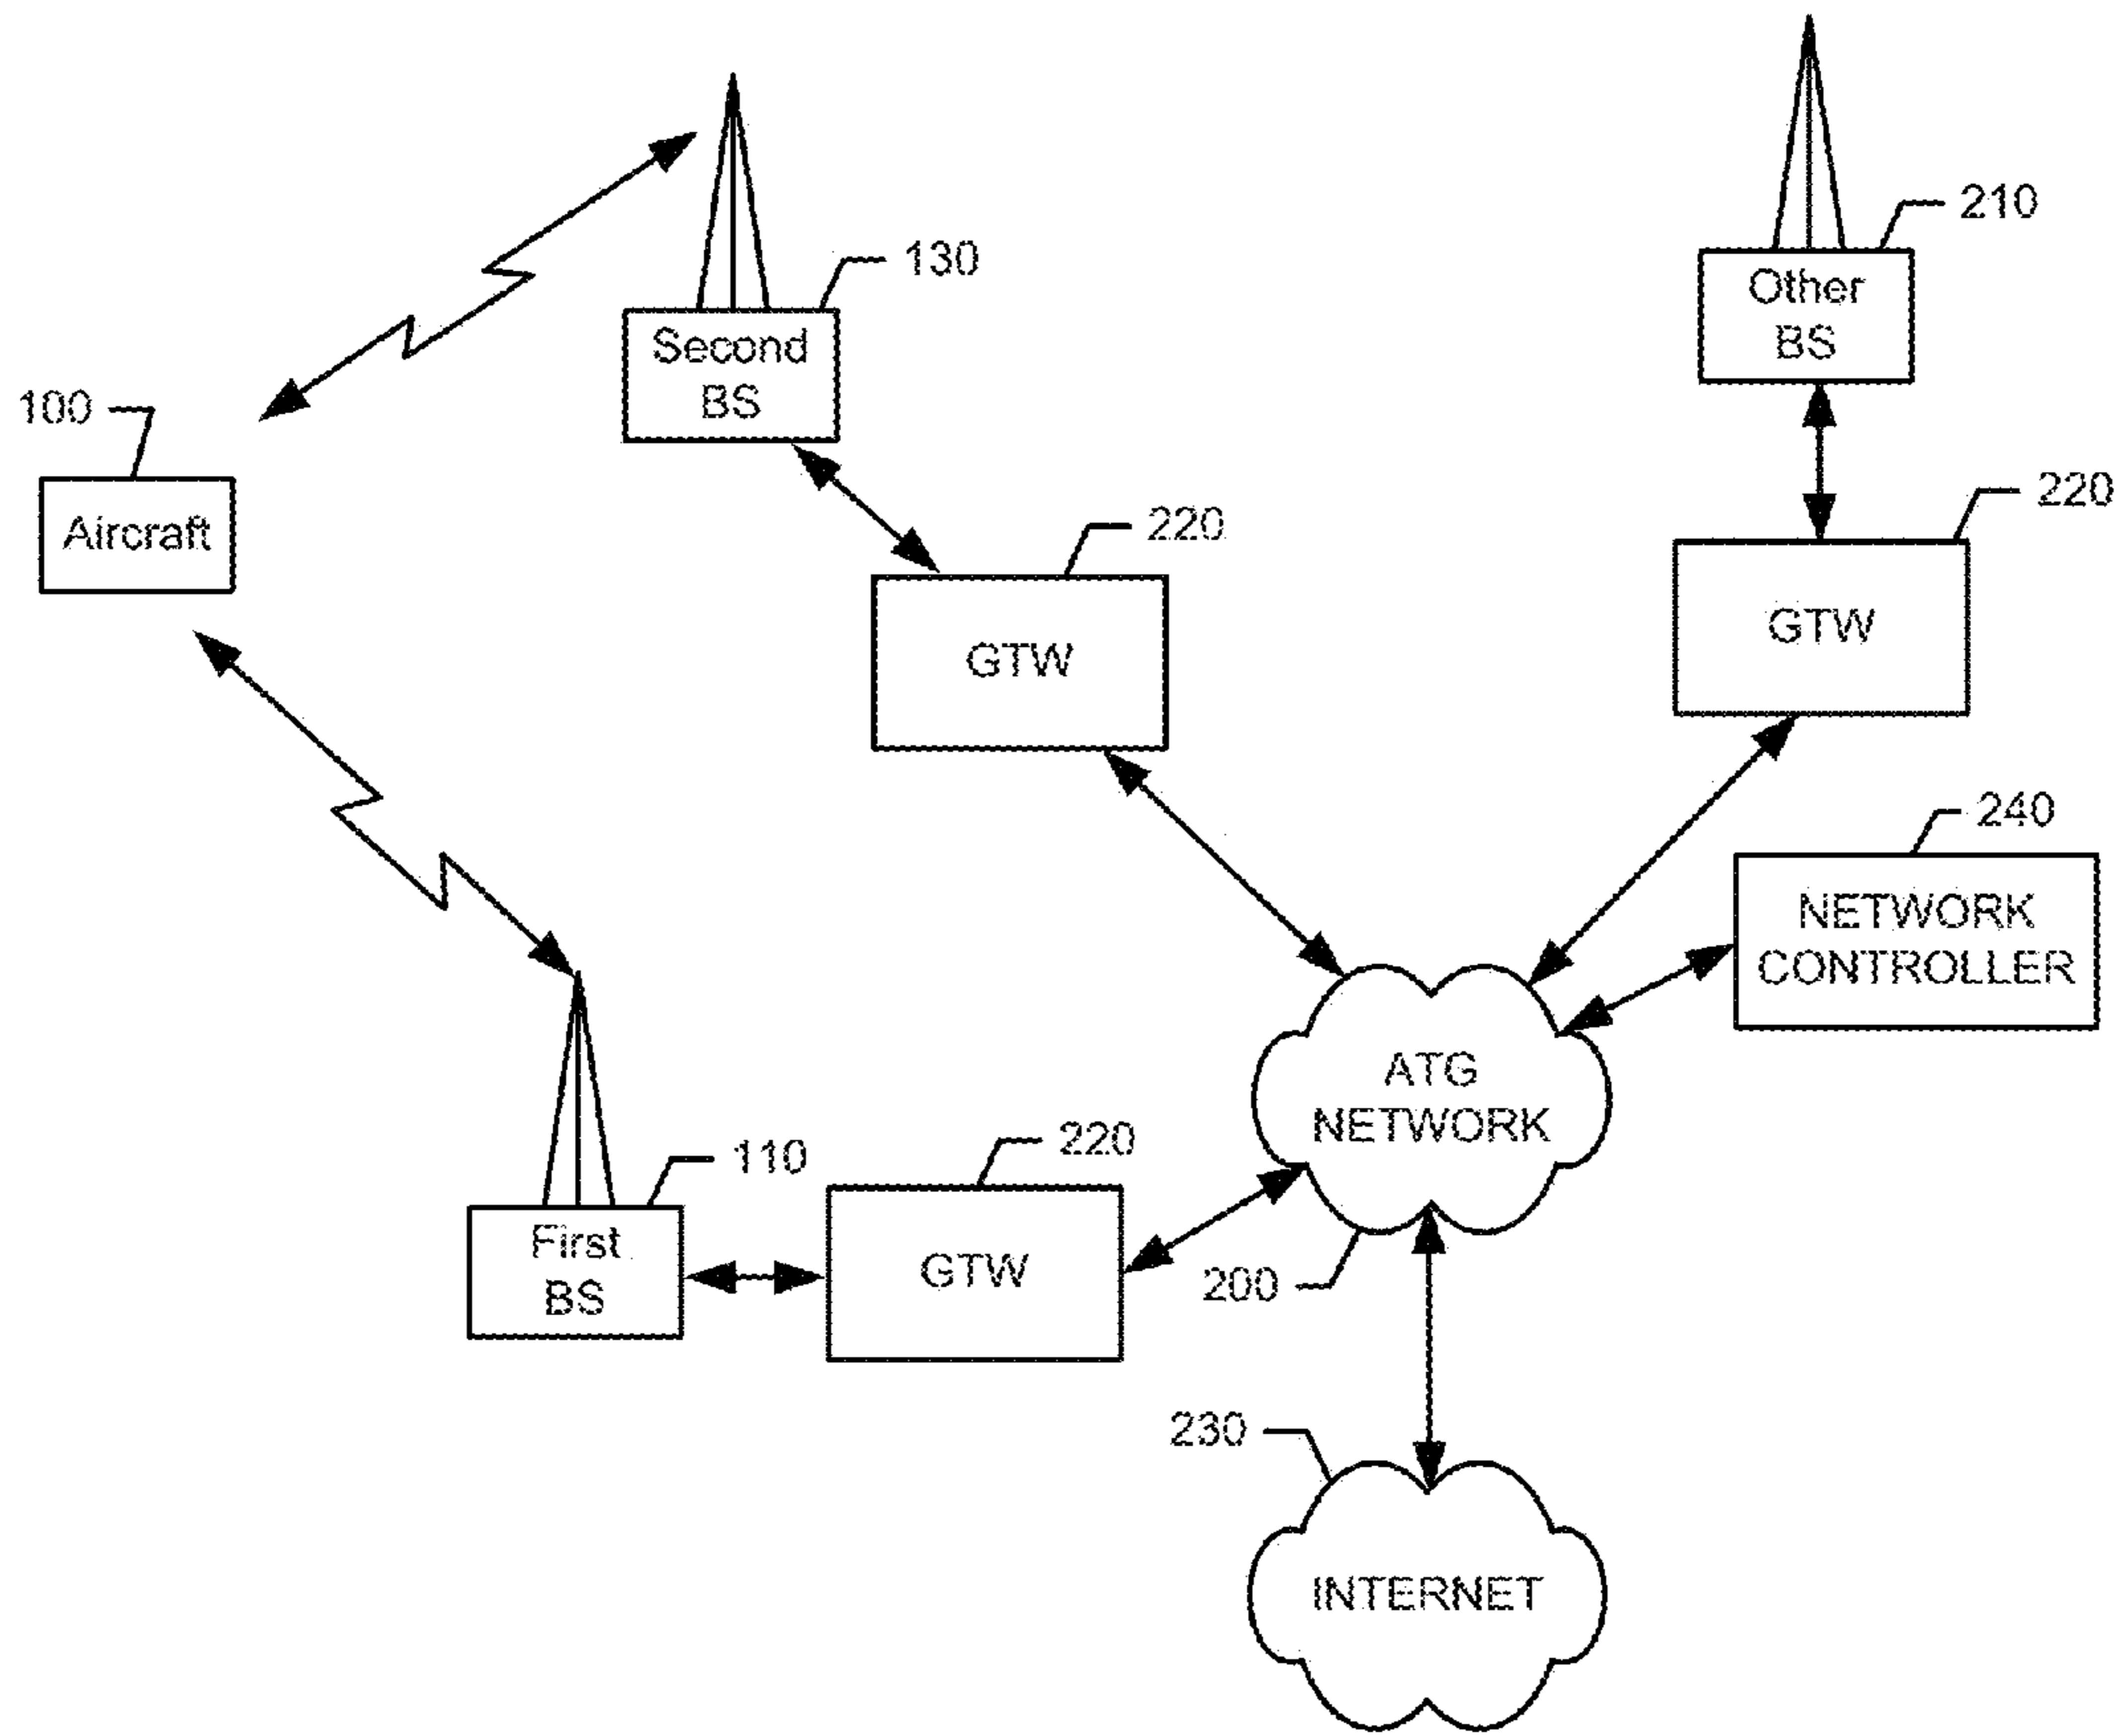 210
130
Other
BS
Second
BS
100
220
220
Aircraft
GTW
GTW
240
NETWORK
CONTROLLER
ATG
NETWORK
110
220
First
BS
GTW
200
230
INTERNET